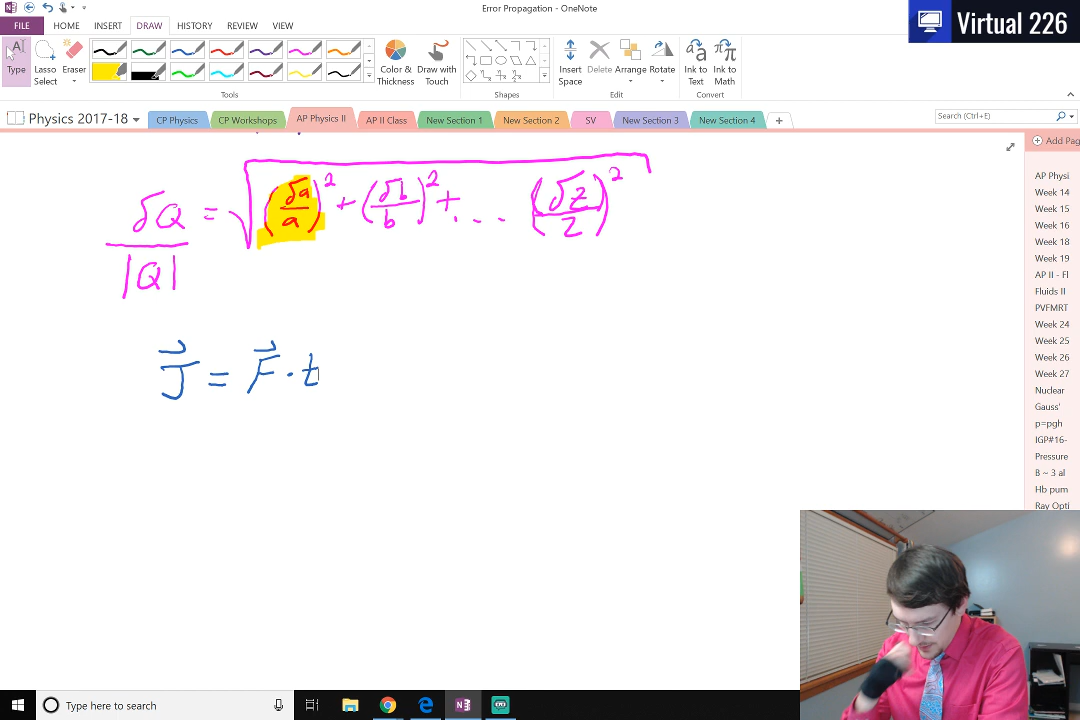 Error Propagation - OneNote
Virtual 226
FILE HOME INSERT DRAW HISTORY REVIEW VIEW
Type
Lasso Select
Eraser
Color & Thickness
Draw with Touch
Insert Space
Delete
Arrange
Rotate
Ink to Text
Ink to Math
Tools
Shapes
Edit
Convert
Physics 2017-18
CP Physics
CP Workshops
AP Physics II
AP II Class
New Section 1
New Section 2
SV
New Section 3
New Section 4
Search (Ctrl+E)
Add Pag
δQ/|Q| = √((δa/a)² + (δb/b)² + ... (δz/z)²
J⃗ = F⃗ · t
AP Physi
Week 14
Week 15
Week 16
Week 18
Week 19
AP II - Fl
Fluids II
PVFMRT
Week 24
Week 25
Week 26
Week 27
Nuclear
Gauss'
p=pgh
IGP#16-
Pressure
B ~ 3 al
Hb pum
Ray Opti
Type here to search